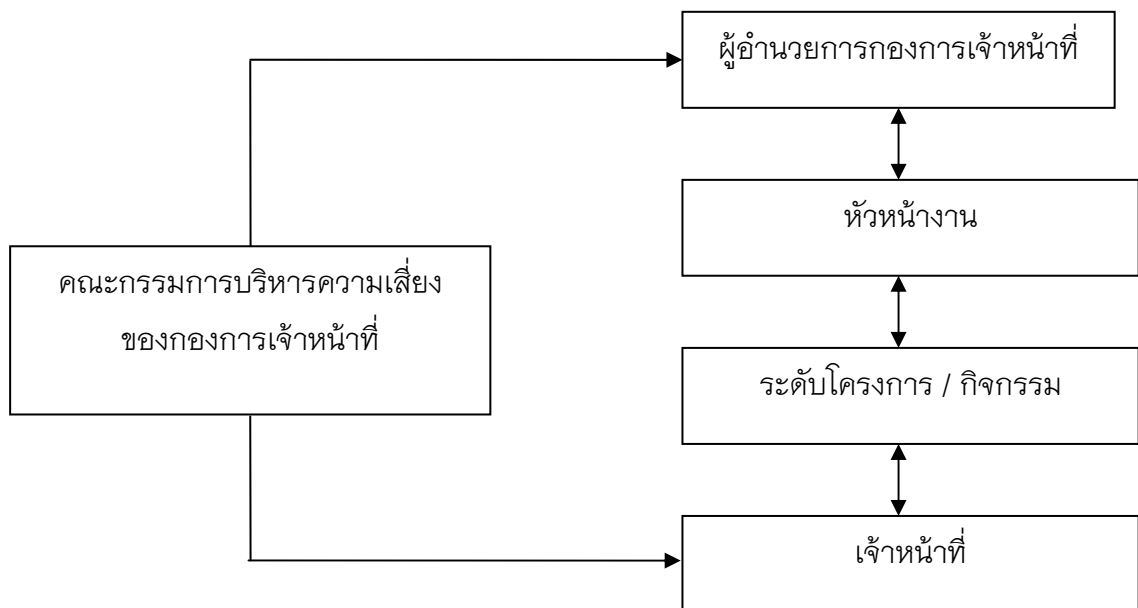 ผู้อำนวยการกองการเจ้าหน้าที่
หัวหน้างาน
คณะกรรมการบริหารความเสี่ยง
ของกองการเจ้าหน้าที่
ระดับโครงการ / กิจกรรม
เจ้าหน้าที่